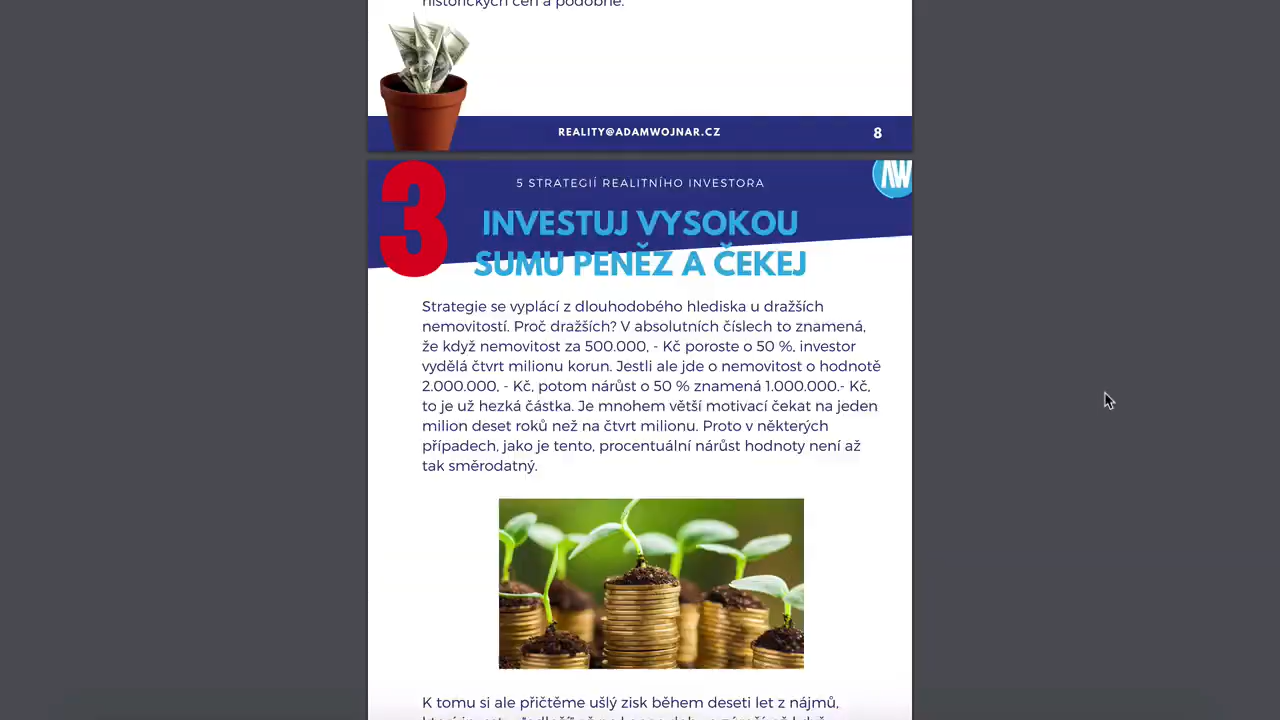 historických cen a podobně.
REALITY@ADAMWOJNAR.CZ
8
3
5 STRATEGIÍ REALITNÍHO INVESTORA
AW
INVESTUJ VYSOKOU
SUMU PENĚZ A ČEKEJ
Strategie se vyplácí z dlouhodobého hlediska u dražších
nemovitostí. Proč dražších? V absolutních číslech to znamená,
že když nemovitost za 500.000, - Kč poroste o 50 %, investor
vydělá čtvrt milionu korun. Jestli ale jde o nemovitost o hodnotě
2.000.000, - Kč, potom nárůst o 50 % znamená 1.000.000.- Kč,
to je už hezká částka. Je mnohem větší motivací čekat na jeden
milion deset roků než na čtvrt milionu. Proto v některých
případech, jako je tento, procentuální nárůst hodnoty není až
tak směrodatný.
K tomu si ale přičtěme ušlý zisk během deseti let z nájmů,